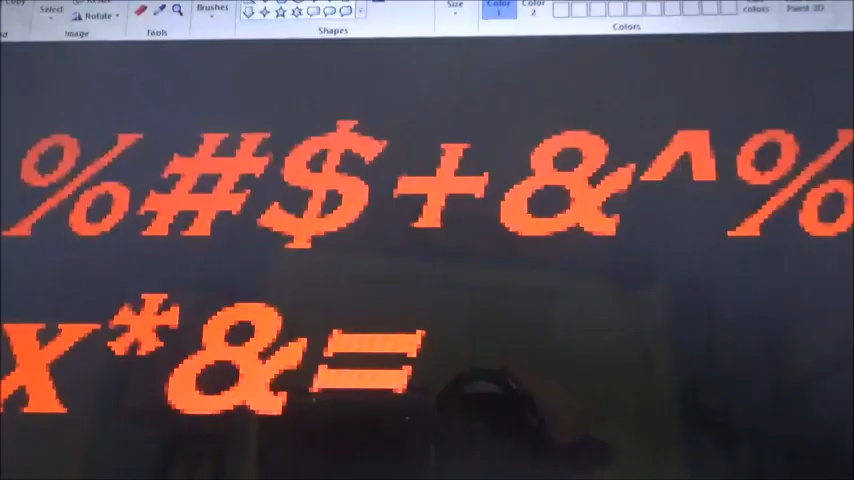 Copy Select Rotate Brushes Size Color 1 Color 2 colors Paint 3D
Image Tools Shapes Colors
%#$+&^%
x*&=